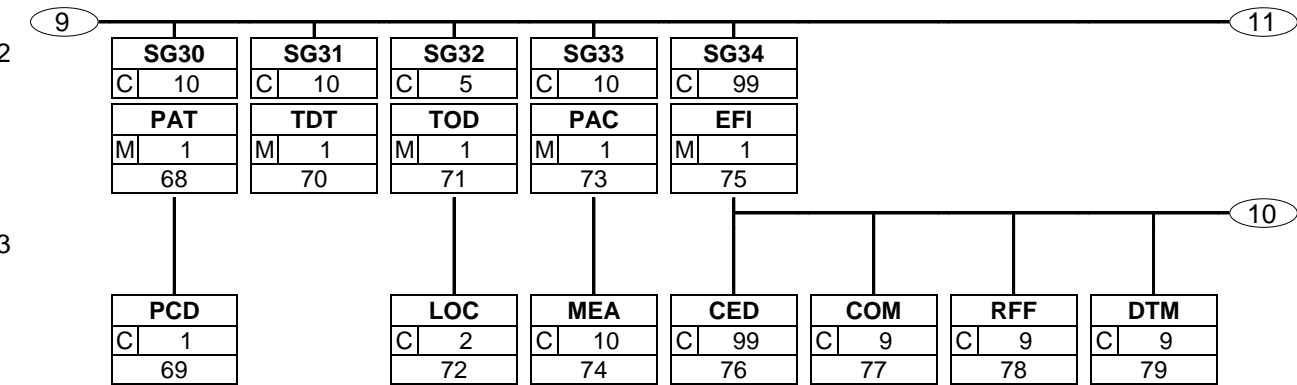 9 11
2 SG30 SG31 SG32 SG33 SG34
C 10 C 10 C 5 C 10 C 99
PAT TDT TOD PAC EFI
M 1 M 1 M 1 M 1 M 1
68 70 71 73 75
10
3
PCD LOC MEA CED COM RFF DTM
C 1 C 2 C 10 C 99 C 9 C 9 C 9
69 72 74 76 77 78 79